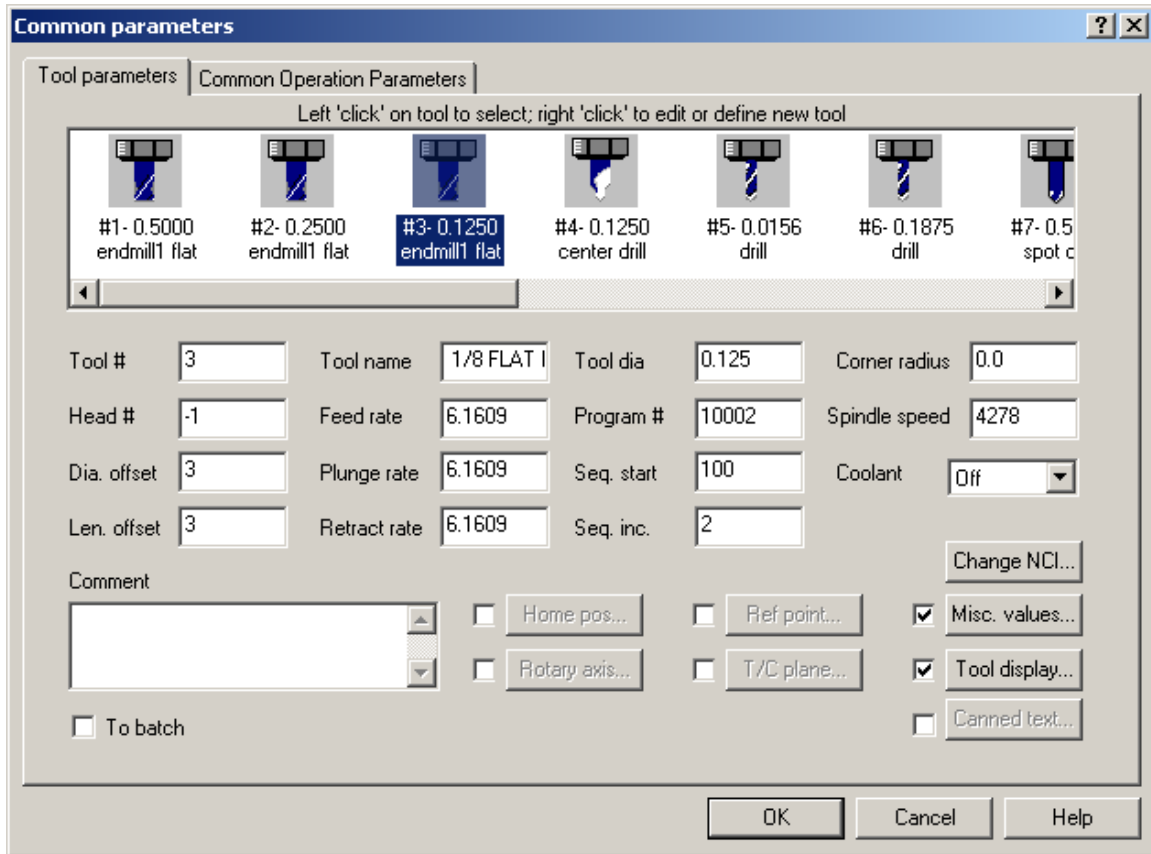 Common parameters
Tool parameters
Common Operation Parameters
Left 'click' on tool to select; right 'click' to edit or define new tool
#1- 0.5000 #2- 0.2500 #3- 0.1250 #4- 0.1250 #5- 0.0156 #6- 0.1875 #7- 0.5
endmill1 flat endmill1 flat endmill1 flat center drill drill drill spot
Tool # 3 Tool name 1/8 FLAT Tool dia 0.125 Corner radius 0.0
Head # -1 Feed rate 6.1609 Program # 10002 Spindle speed 4278
Dia. offset 3 Plunge rate 6.1609 Seq. start 100 Coolant Off
Len. offset 3 Retract rate 6.1609 Seq. inc. 2
Change NCI...
Comment
Home pos... Ref point... Misc. values...
Rotary axis... T/C plane... Tool display...
To batch Canned text...
OK Cancel Help